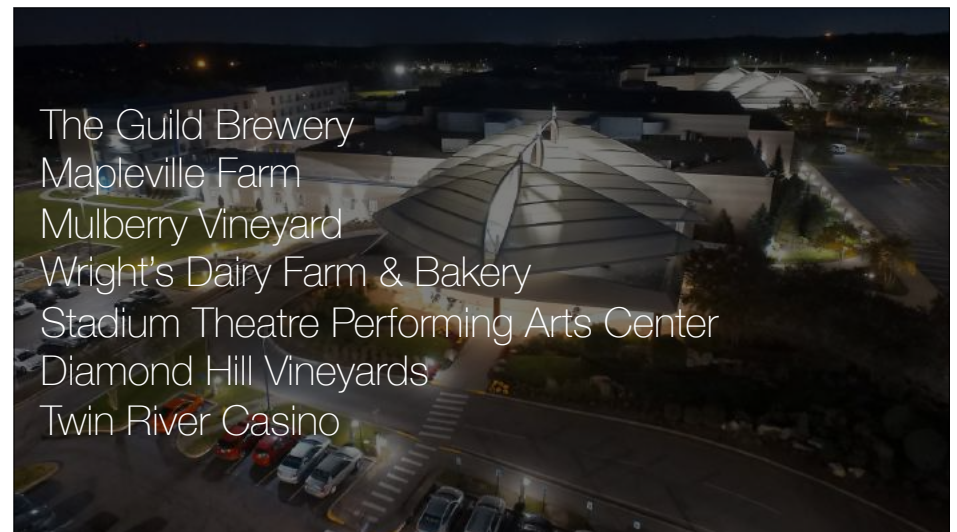 The Guild Brewery
Mapleville Farm
Mulberry Vineyard
Wright’s Dairy Farm & Bakery
Stadium Theatre Performing Arts Center
Diamond Hill Vineyards
Twin River Casino